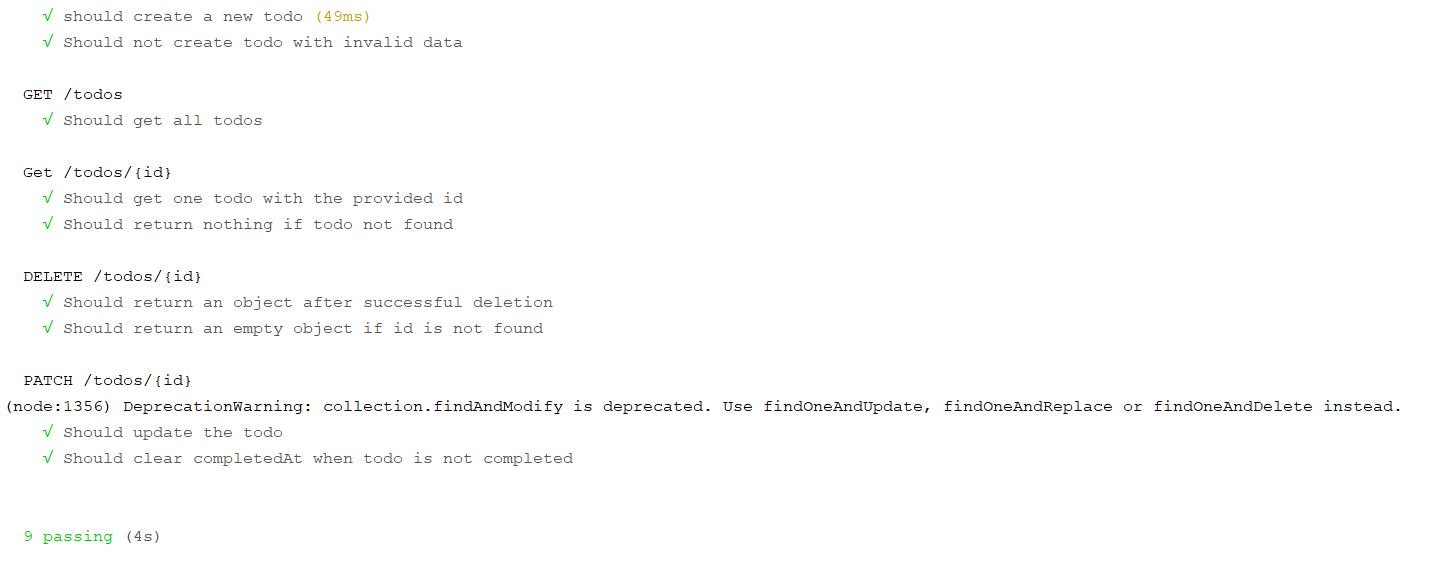 √ should create a new todo (49ms)
√ Should not create todo with invalid data
GET /todos
√ Should get all todos
Get /todos/{id}
√ Should get one todo with the provided id
√ Should return nothing if todo not found
DELETE /todos/{id}
√ Should return an object after successful deletion
√ Should return an empty object if id is not found
PATCH /todos/{id}
(node:1356) DeprecationWarning: collection.findAndModify is deprecated. Use findOneAndUpdate, findOneAndReplace or findOneAndDelete instead.
√ Should update the todo
√ Should clear completedAt when todo is not completed
9 passing (4s)